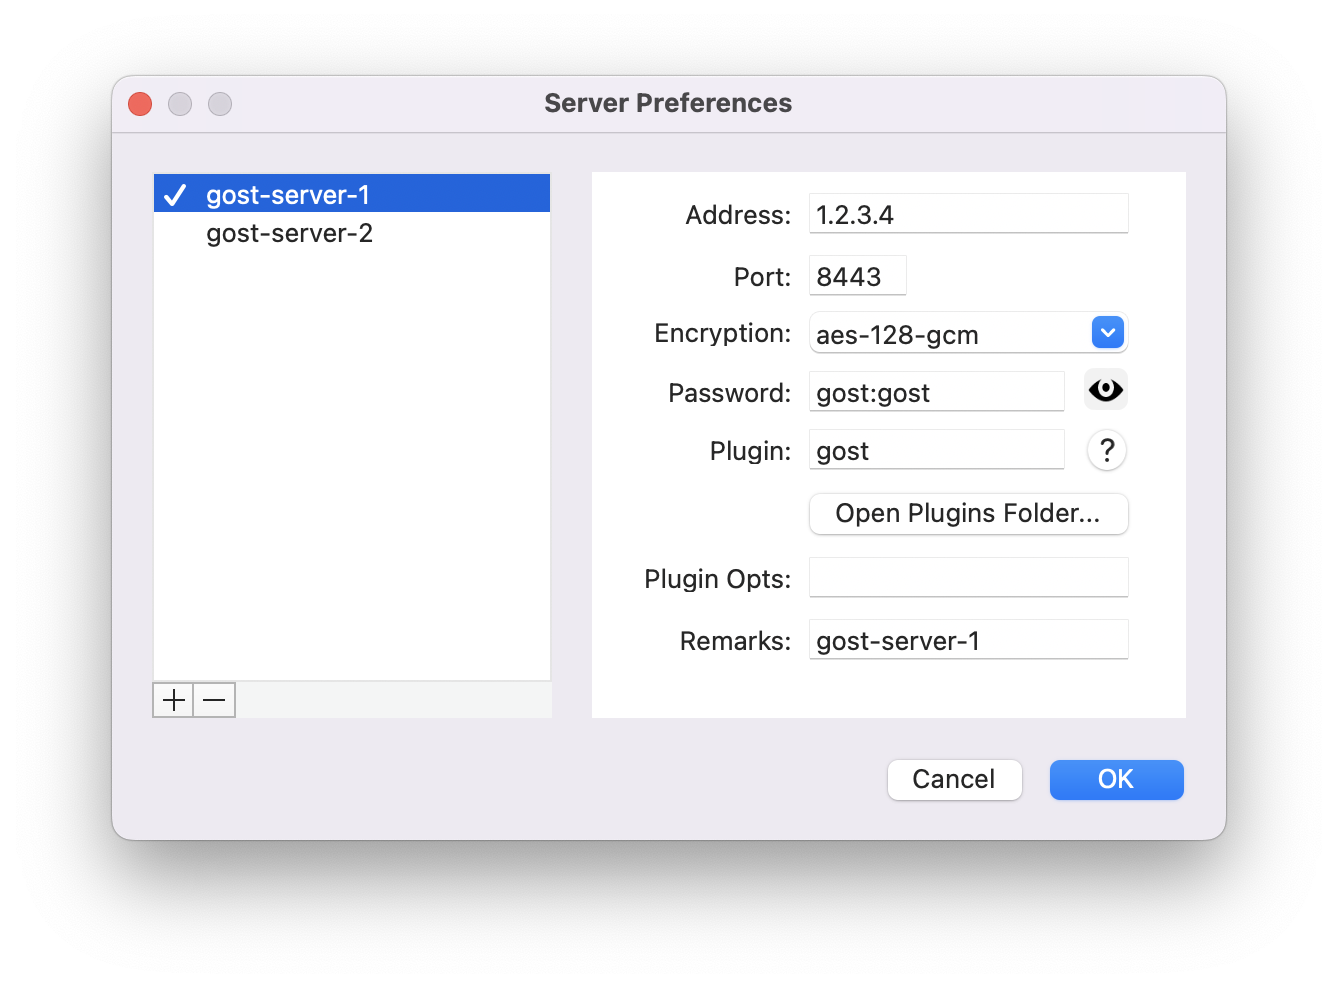 Server Preferences
gost-server-1
gost-server-2
Address: 1.2.3.4
Port: 8443
Encryption: aes-128-gcm
Password: gost:gost
Plugin: gost ?
Open Plugins Folder...
Plugin Opts:
Remarks: gost-server-1
Cancel OK